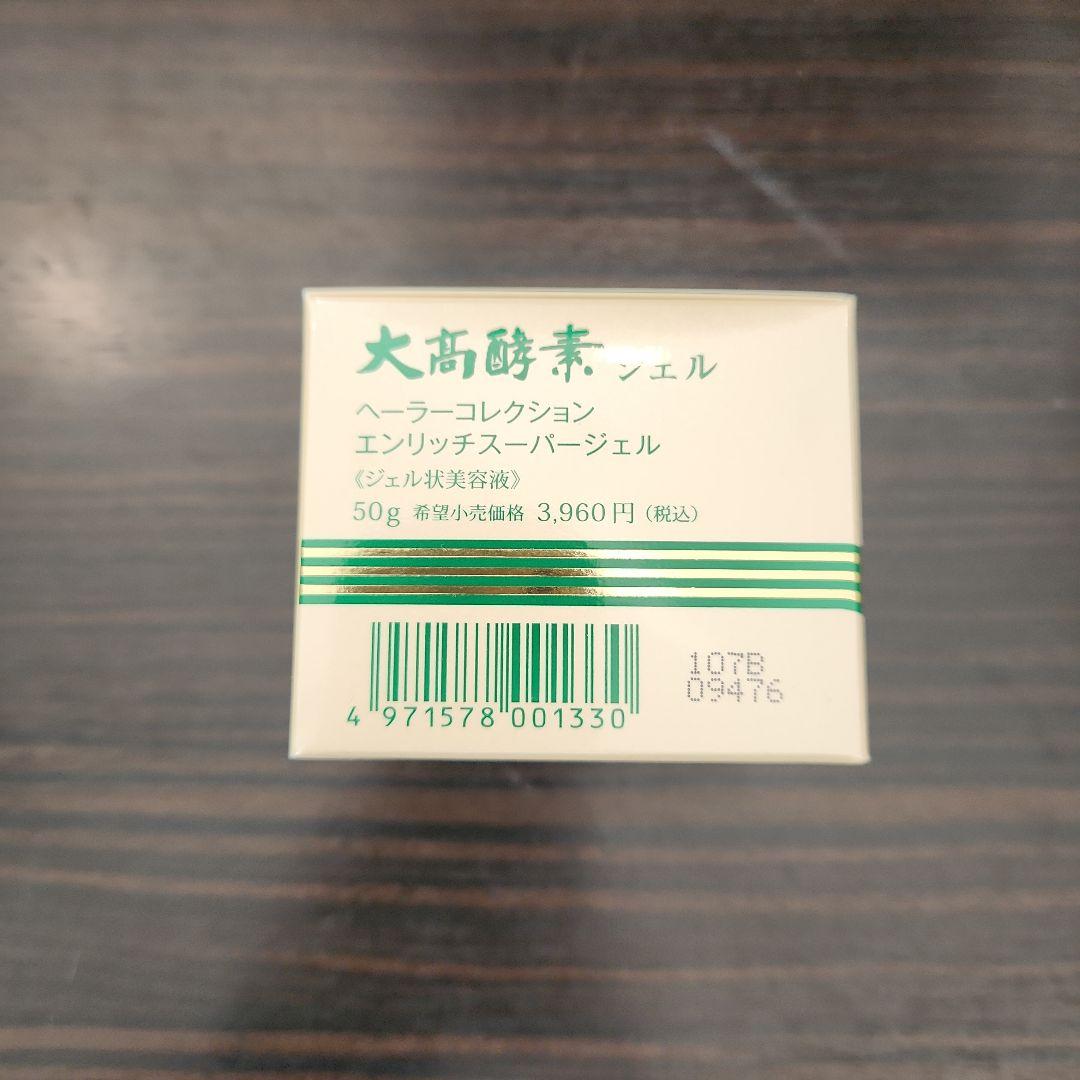 大高酵素 ジェル
ヘーラーコレクション
エンリッチスーパージェル
《ジェル状美容液》
50g 希望小売価格 3,960円(税込)
4 971578 001330
107B
09476